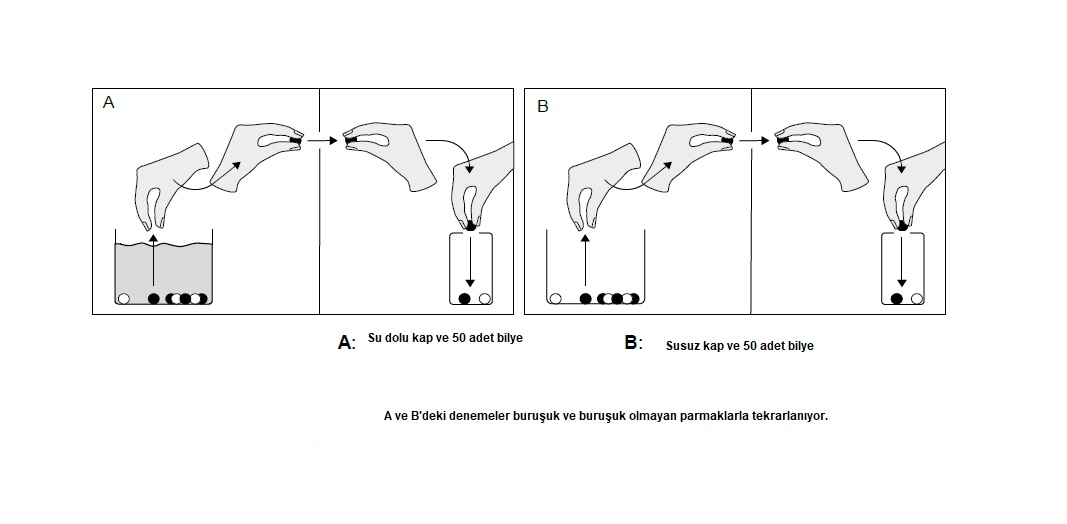 A
B
A: Su dolu kap ve 50 adet bilye
B: Susuz kap ve 50 adet bilye
A ve B'deki denemeler buruşuk ve buruşuk olmayan parmaklarla tekrarlanıyor.